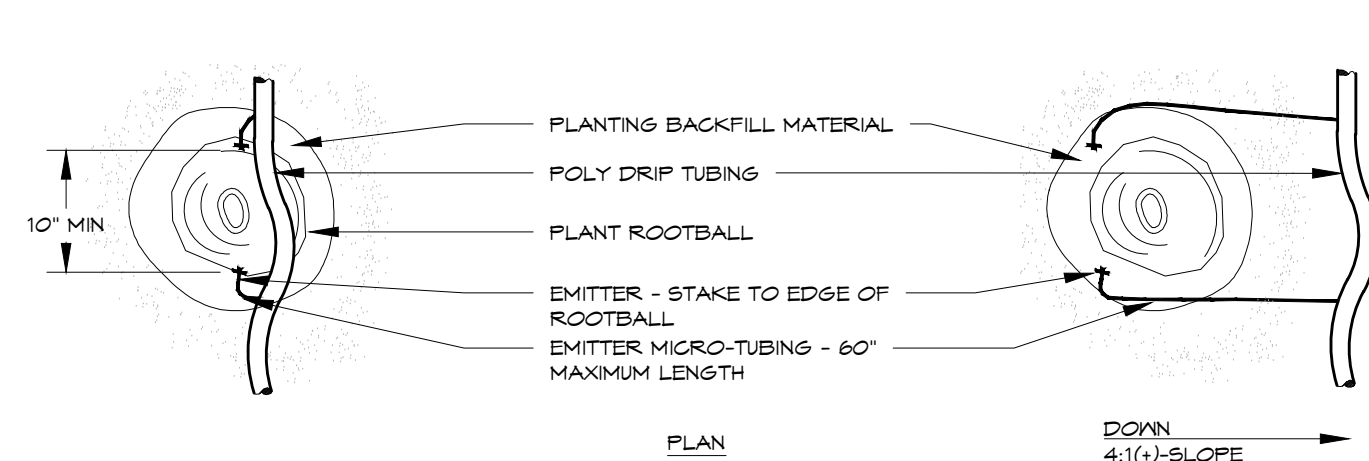 PLANTING BACKFILL MATERIAL
POLY DRIP TUBING
10" MIN
PLANT ROOTBALL
EMITTER - STAKE TO EDGE OF
ROOTBALL
EMITTER MICRO-TUBING - 60"
MAXIMUM LENGTH
PLAN
DOWN
4:1(+)-SLOPE